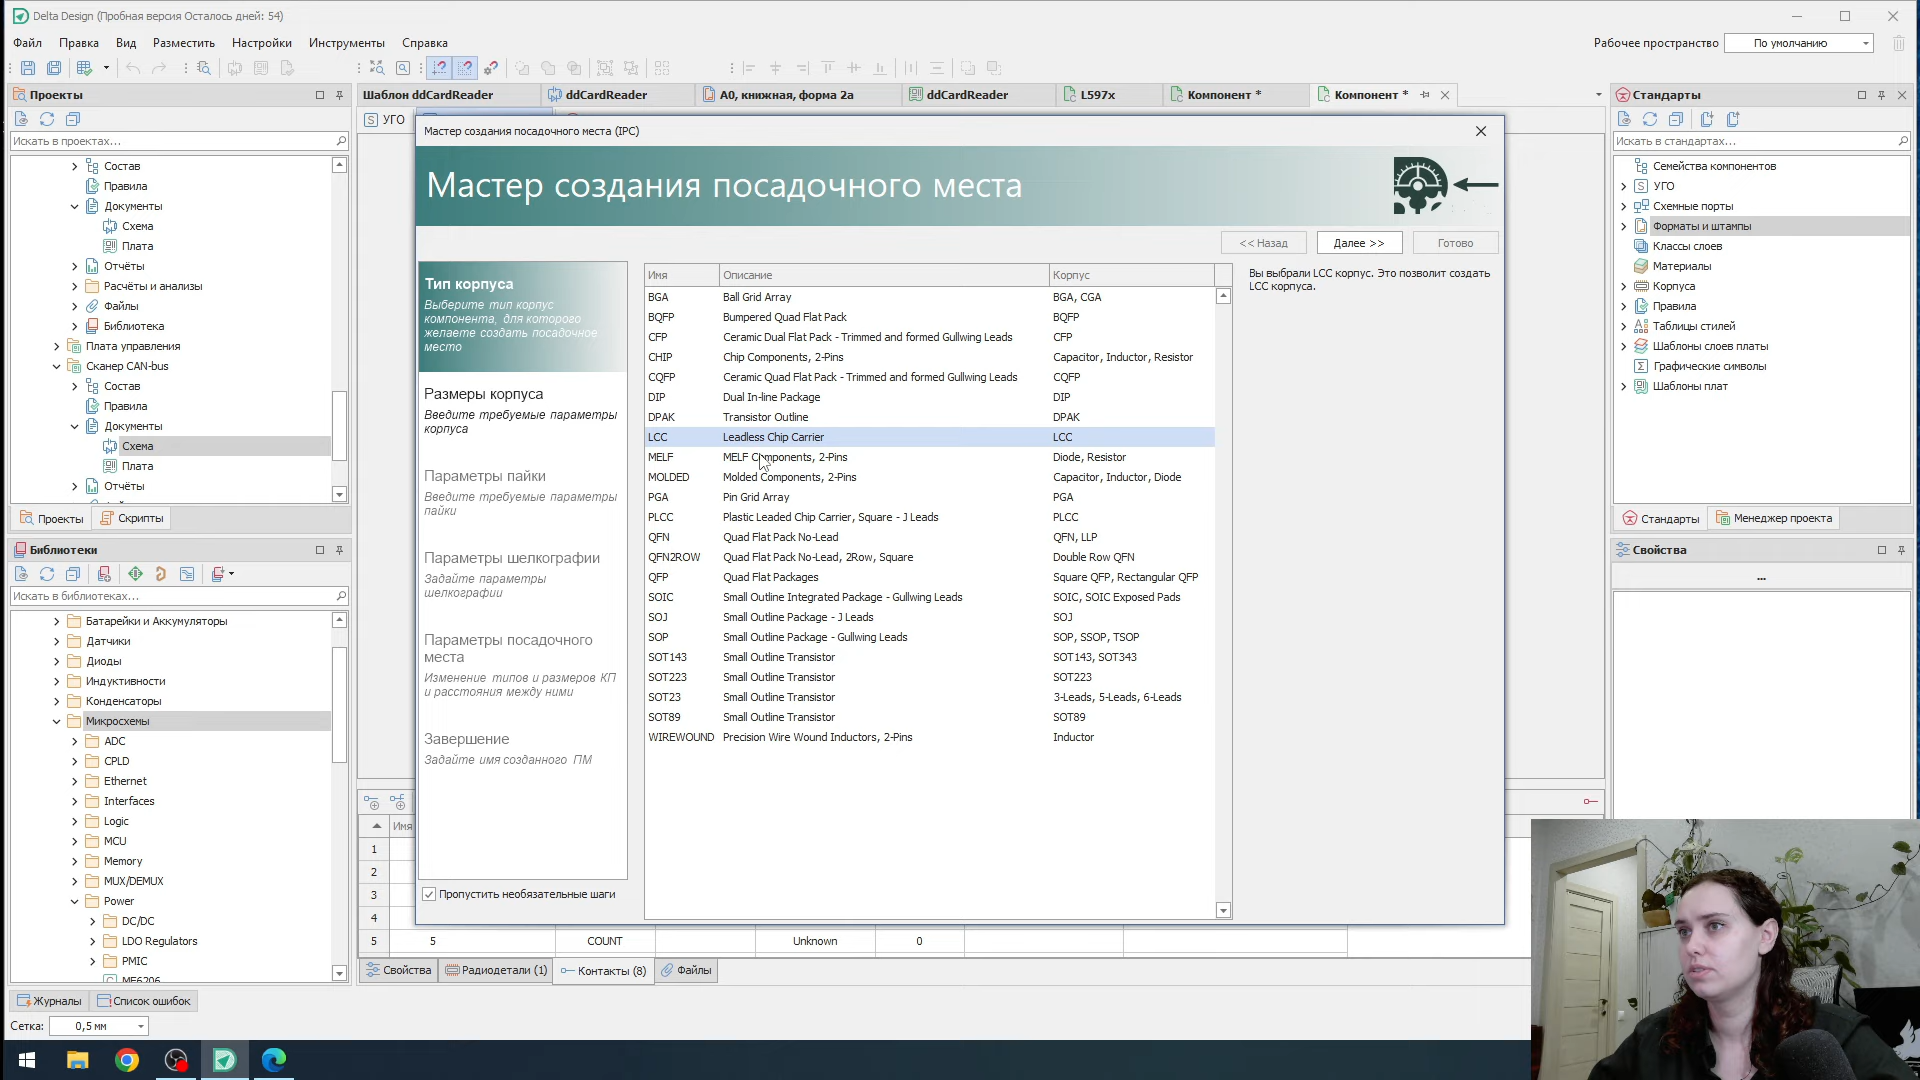 Delta Design (Пробная версия Осталось дней: 54)
Файл Правка Вид Разместить Настройки Инструменты Справка
Рабочее пространство По умолчанию
Проекты
Искать в проектах...
Состав
Правила
Документы
Схема
Плата
Отчёты
Расчёты и анализы
Файлы
Библиотека
Плата управления
Сканер CAN-bus
Состав
Правила
Документы
Схема
Плата
Отчёты
Проекты Скрипты
Библиотеки
Искать в библиотеках...
Батарейки и Аккумуляторы
Датчики
Диоды
Индуктивности
Конденсаторы
Микросхемы
ADC
CPLD
Ethernet
Interfaces
Logic
MCU
Memory
MUX/DEMUX
Power
DC/DC
LDO Regulators
PMIC
ME6206
Журналы Список ошибок
Сетка: 0,5 мм
Шаблон ddCardReader ddCardReader А0, книжная, форма 2а ddCardReader L597x Компонент * Компонент *
УГО
Мастер создания посадочного места (IPC)
Мастер создания посадочного места
<< Назад Далее >> Готово
Тип корпуса
Выберите тип корпус
компонента, для которого
желаете создать посадочное
место
Размеры корпуса
Введите требуемые параметры
корпуса
Параметры пайки
Введите требуемые параметры
пайки
Параметры шелкографии
Задайте параметры
шелкографии
Параметры посадочного
места
Изменение типов и размеров КП
и расстояния между ними
Завершение
Задайте имя созданного ПМ
Пропустить необязательные шаги
Имя Описание Корпус
BGA Ball Grid Array BGA, CGA
BQFP Bumpered Quad Flat Pack BQFP
CFP Ceramic Dual Flat Pack - Trimmed and formed Gullwing Leads CFP
CHIP Chip Components, 2-Pins Capacitor, Inductor, Resistor
CQFP Ceramic Quad Flat Pack - Trimmed and formed Gullwing Leads CQFP
DIP Dual In-line Package DIP
DPAK Transistor Outline DPAK
LCC Leadless Chip Carrier LCC
MELF MELF Components, 2-Pins Diode, Resistor
MOLDED Molded Components, 2-Pins Capacitor, Inductor, Diode
PGA Pin Grid Array PGA
PLCC Plastic Leaded Chip Carrier, Square - J Leads PLCC
QFN Quad Flat Pack No-Lead QFN, LLP
QFN2ROW Quad Flat Pack No-Lead, 2Row, Square Double Row QFN
QFP Quad Flat Packages Square QFP, Rectangular QFP
SOIC Small Outline Integrated Package - Gullwing Leads SOIC, SOIC Exposed Pads
SOJ Small Outline Package - J Leads SOJ
SOP Small Outline Package - Gullwing Leads SOP, SSOP, TSOP
SOT143 Small Outline Transistor SOT143, SOT343
SOT223 Small Outline Transistor SOT223
SOT23 Small Outline Transistor 3-Leads, 5-Leads, 6-Leads
SOT89 Small Outline Transistor SOT89
WIREWOUND Precision Wire Wound Inductors, 2-Pins Inductor
Вы выбрали LCC корпус. Это позволит создать
LCC корпуса.
Имя
1
2
3
4
5 5 COUNT Unknown 0
Свойства Радиодетали (1) Контакты (8) Файлы
Стандарты
Искать в стандартах...
Семейства компонентов
УГО
Схемные порты
Форматы и штампы
Классы слоев
Материалы
Корпуса
Правила
Таблицы стилей
Шаблоны слоев платы
Графические символы
Шаблоны плат
Стандарты Менеджер проекта
Свойства
...